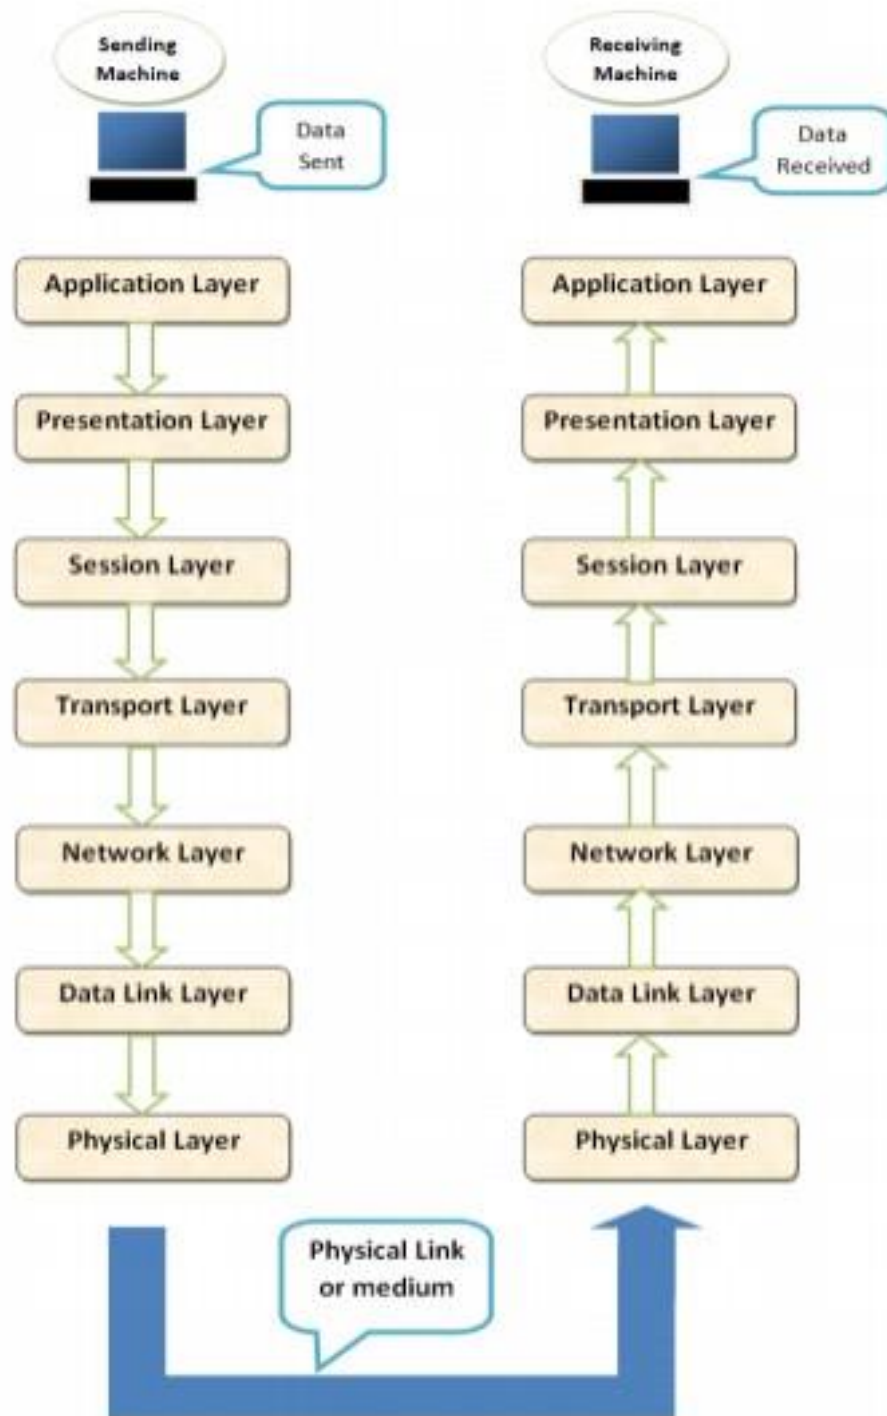 Sending
Machine
Data
Sent
Receiving
Machine
Data
Received
Application Layer
Presentation Layer
Session Layer
Transport Layer
Network Layer
Data Link Layer
Physical Layer
Application Layer
Presentation Layer
Session Layer
Transport Layer
Network Layer
Data Link Layer
Physical Layer
Physical Link
or medium